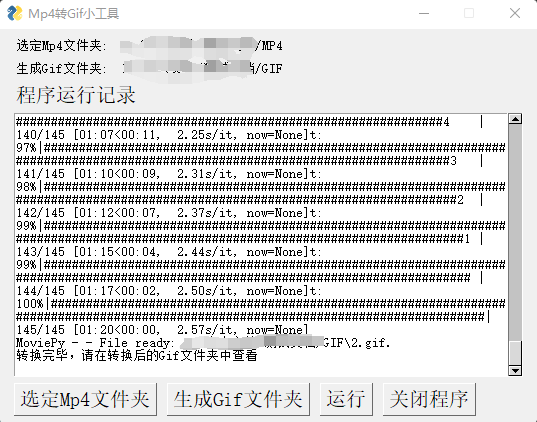 Mp4转Gif小工具
选定Mp4文件夹: /MP4
生成Gif文件夹: /GIF
程序运行记录
###############################################################4    |
140/145 [01:07<00:11,  2.25s/it, now=None]t:
97%|#################################################################
################################################################3   |
141/145 [01:10<00:09,  2.31s/it, now=None]t:
98%|#################################################################
#################################################################2  |
142/145 [01:12<00:07,  2.37s/it, now=None]t:
99%|#################################################################
##################################################################1 |
143/145 [01:15<00:04,  2.44s/it, now=None]t:
99%|#################################################################
################################################################## |
144/145 [01:17<00:02,  2.50s/it, now=None]t:
100%|################################################################
####################################################################|
145/145 [01:20<00:00,  2.57s/it, now=None]
MoviePy - - File ready: GIF\2.gif.
转换完毕，请在转换后的Gif文件夹中查看
选定Mp4文件夹 生成Gif文件夹 运行 关闭程序